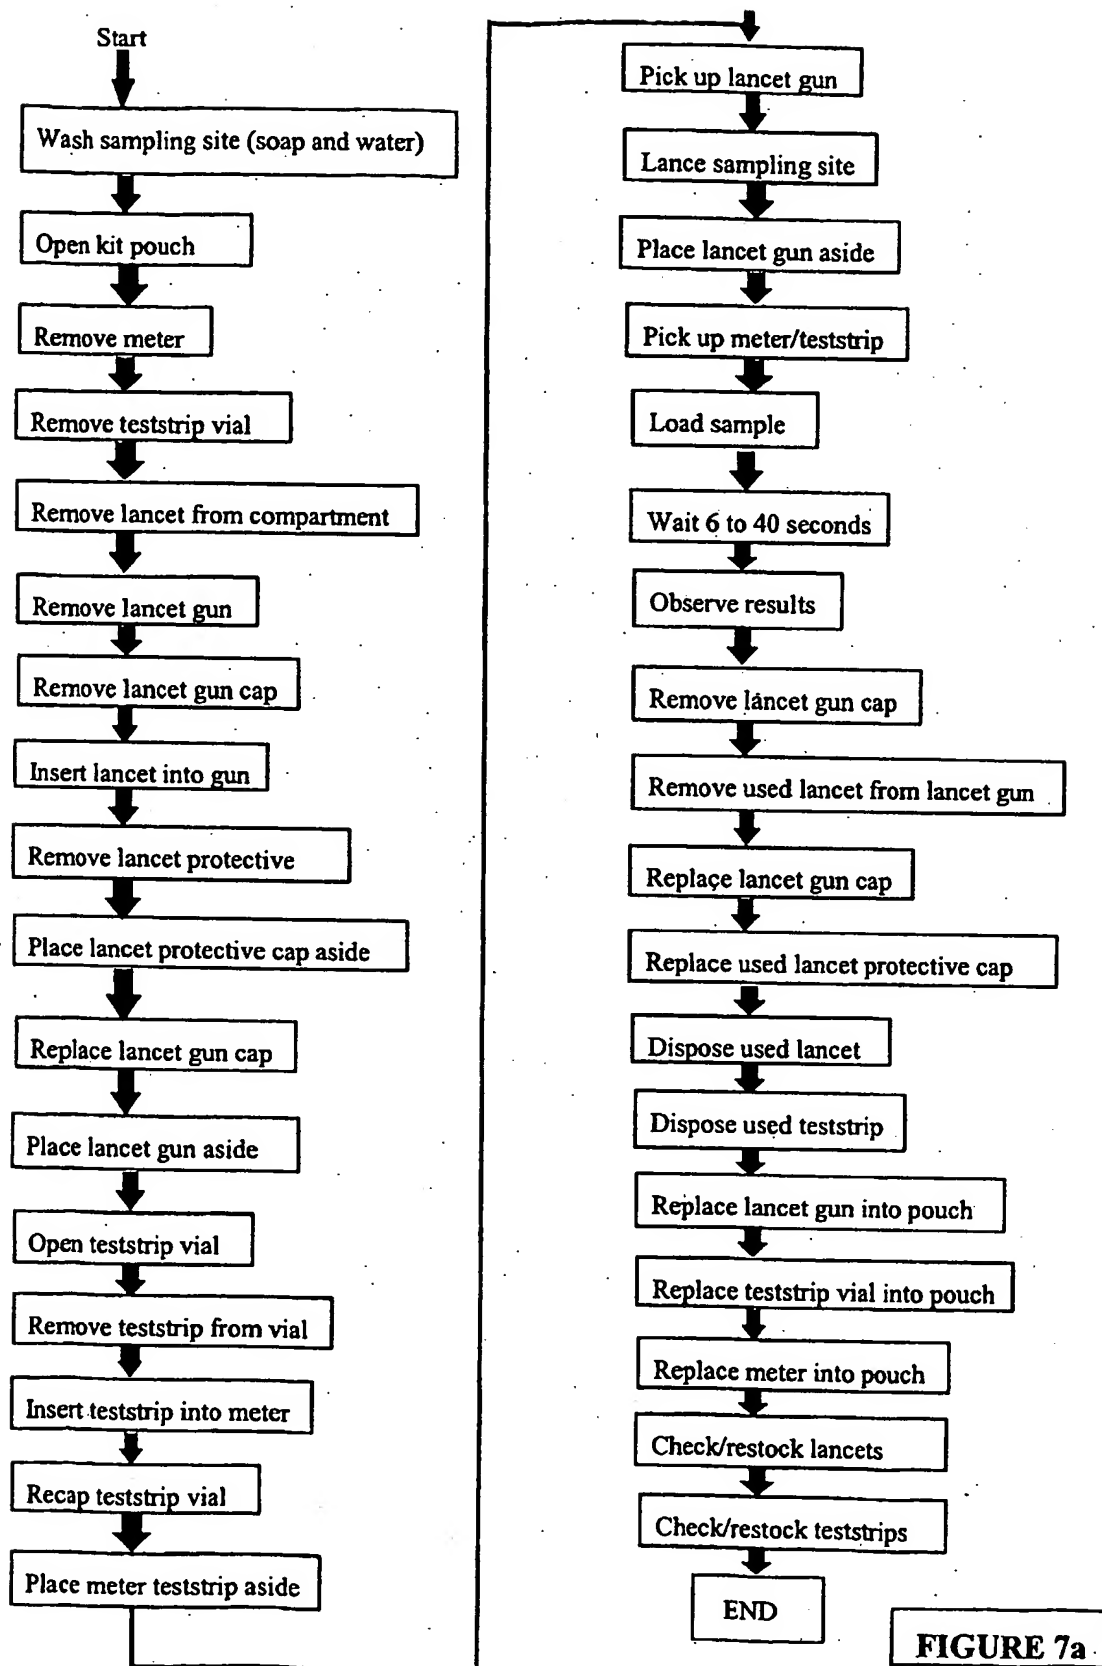 Start
Wash sampling site (soap and water)
Open kit pouch
Remove meter
Remove teststrip vial
Remove lancet from compartment
Remove lancet gun
Remove lancet gun cap
Insert lancet into gun
Remove lancet protective
Place lancet protective cap aside
Replace lancet gun cap
Place lancet gun aside
Open teststrip vial
Remove teststrip from vial
Insert teststrip into meter
Recap teststrip vial
Place meter teststrip aside
Pick up lancet gun
Lance sampling site
Place lancet gun aside
Pick up meter/teststrip
Load sample
Wait 6 to 40 seconds
Observe results
Remove lancet gun cap
Remove used lancet from lancet gun
Replace lancet gun cap
Replace used lancet protective cap
Dispose used lancet
Dispose used teststrip
Replace lancet gun into pouch
Replace teststrip vial into pouch
Replace meter into pouch
Check/restock lancets
Check/restock teststrips
END
FIGURE 7a